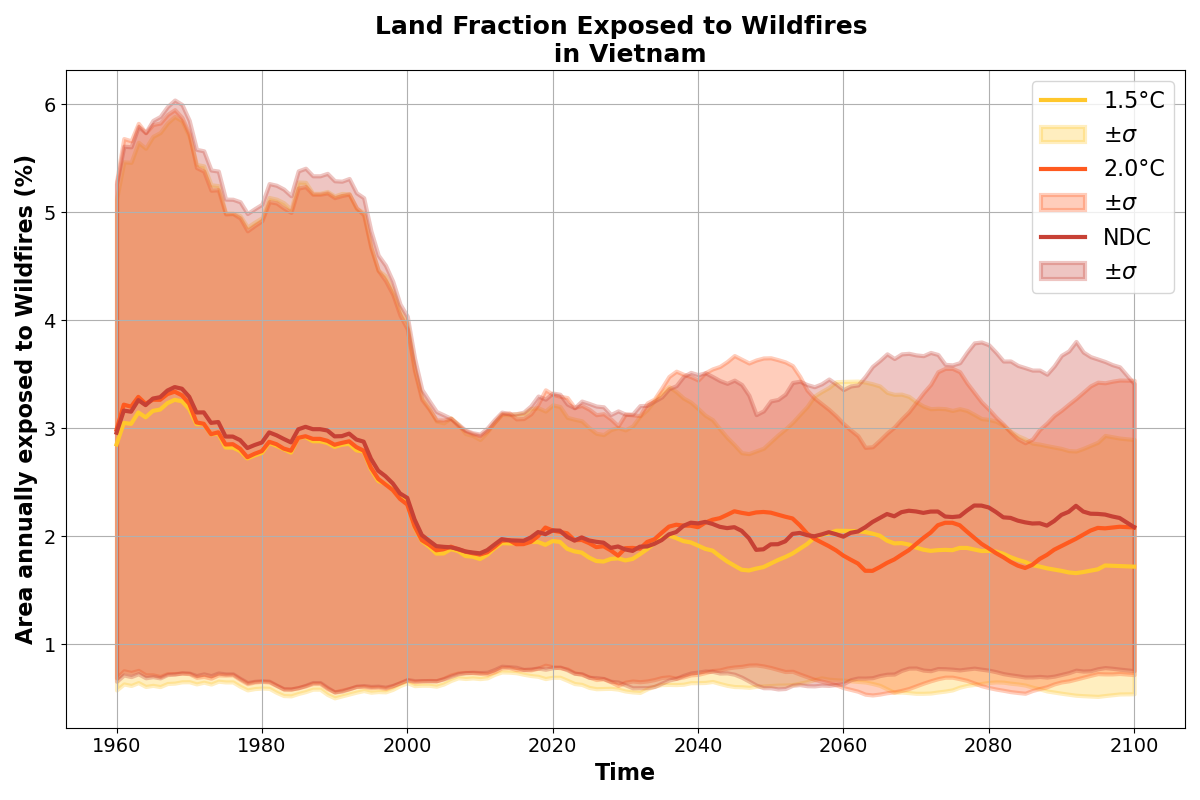 Land Fraction Exposed to Wildfires
in Vietnam
Area annually exposed to Wildfires (%)
6
5
4
3
2
1
1960
1980
2000
2020
2040
2060
2080
2100
Time
1.5°C
±σ
2.0°C
±σ
NDC
±σ